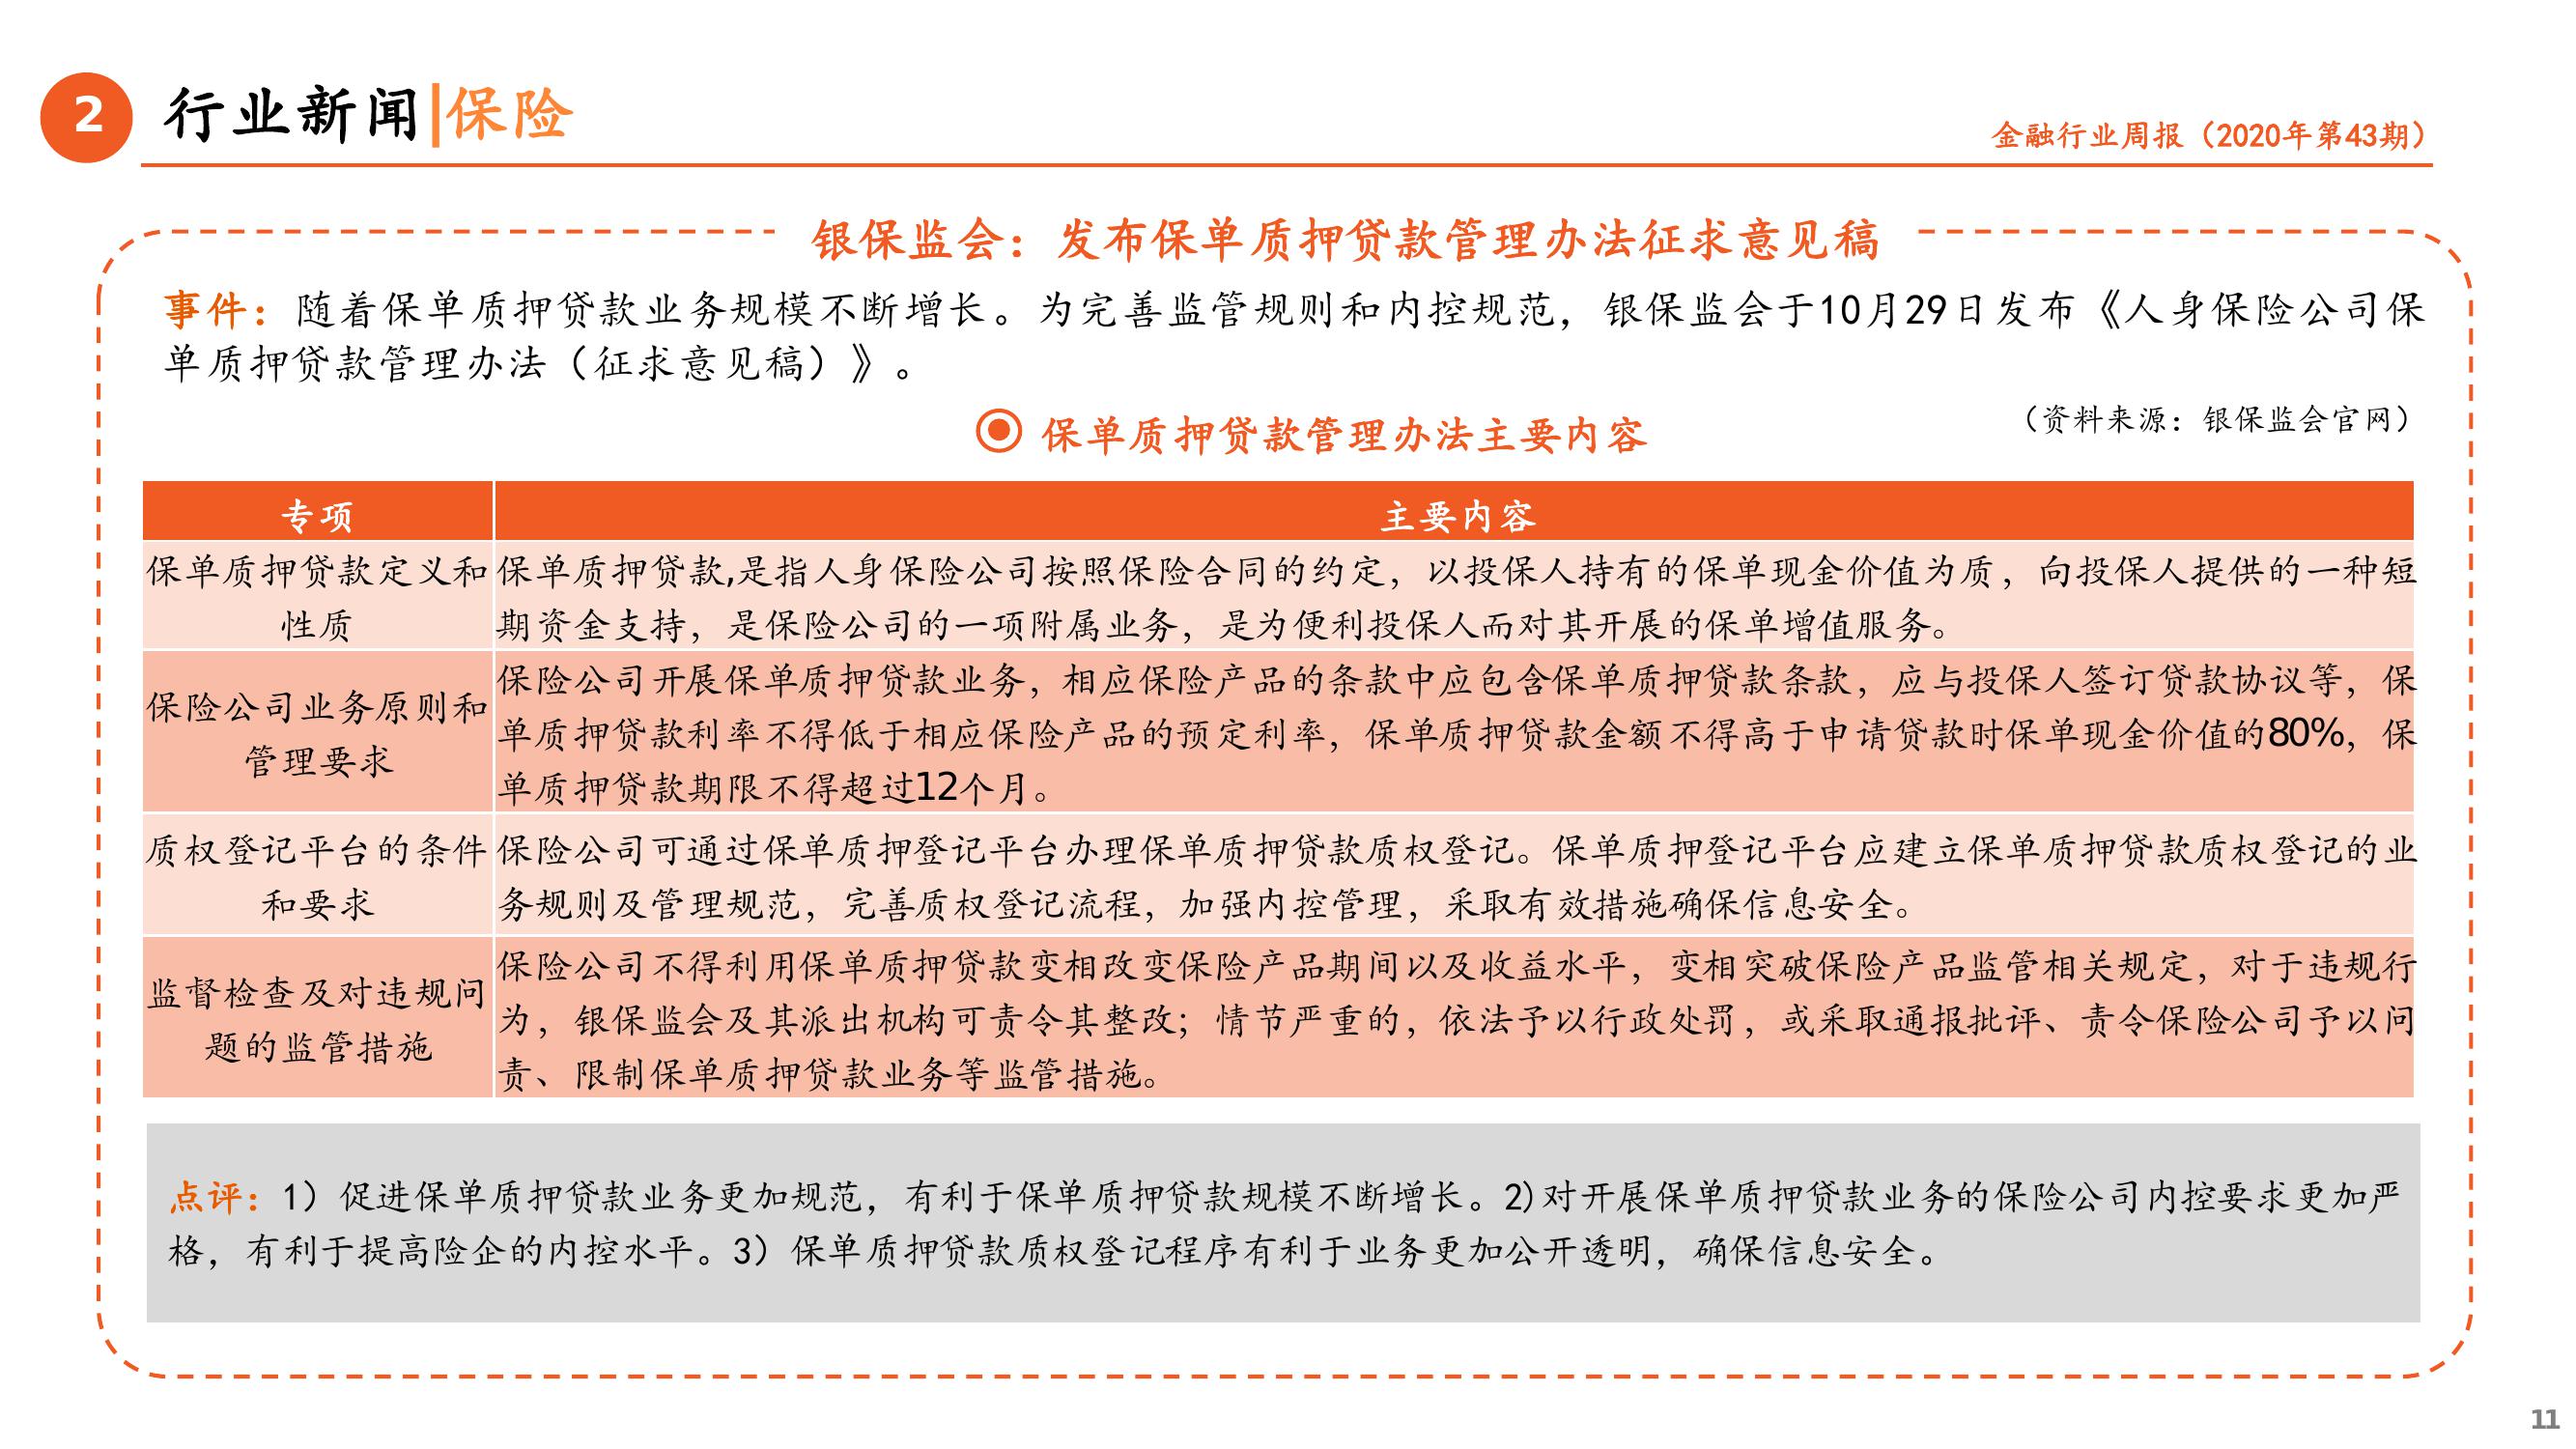 2
行业新闻|保险
金融行业周报（2020年第43期）
银保监会：发布保单质押贷款管理办法征求意见稿
事件：随着保单质押贷款业务规模不断增长。为完善监管规则和内控规范，银保监会于10月29日发布《人身保险公司保
单质押贷款管理办法（征求意见稿）》。
（资料来源：银保监会官网）
保单质押贷款管理办法主要内容
专项
主要内容
保单质押贷款定义和
性质
保单质押贷款,是指人身保险公司按照保险合同的约定，以投保人持有的保单现金价值为质，向投保人提供的一种短
期资金支持，是保险公司的一项附属业务，是为便利投保人而对其开展的保单增值服务。
保险公司业务原则和
管理要求
保险公司开展保单质押贷款业务，相应保险产品的条款中应包含保单质押贷款条款，应与投保人签订贷款协议等，保
单质押贷款利率不得低于相应保险产品的预定利率，保单质押贷款金额不得高于申请贷款时保单现金价值的80%，保
单质押贷款期限不得超过12个月。
质权登记平台的条件
和要求
保险公司可通过保单质押登记平台办理保单质押贷款质权登记。保单质押登记平台应建立保单质押贷款质权登记的业
务规则及管理规范，完善质权登记流程，加强内控管理，采取有效措施确保信息安全。
监督检查及对违规问
题的监管措施
保险公司不得利用保单质押贷款变相改变保险产品期间以及收益水平，变相突破保险产品监管相关规定，对于违规行
为，银保监会及其派出机构可责令其整改；情节严重的，依法予以行政处罚，或采取通报批评、责令保险公司予以问
责、限制保单质押贷款业务等监管措施。
点评：1）促进保单质押贷款业务更加规范，有利于保单质押贷款规模不断增长。2)对开展保单质押贷款业务的保险公司内控要求更加严
格，有利于提高险企的内控水平。3）保单质押贷款质权登记程序有利于业务更加公开透明，确保信息安全。
11